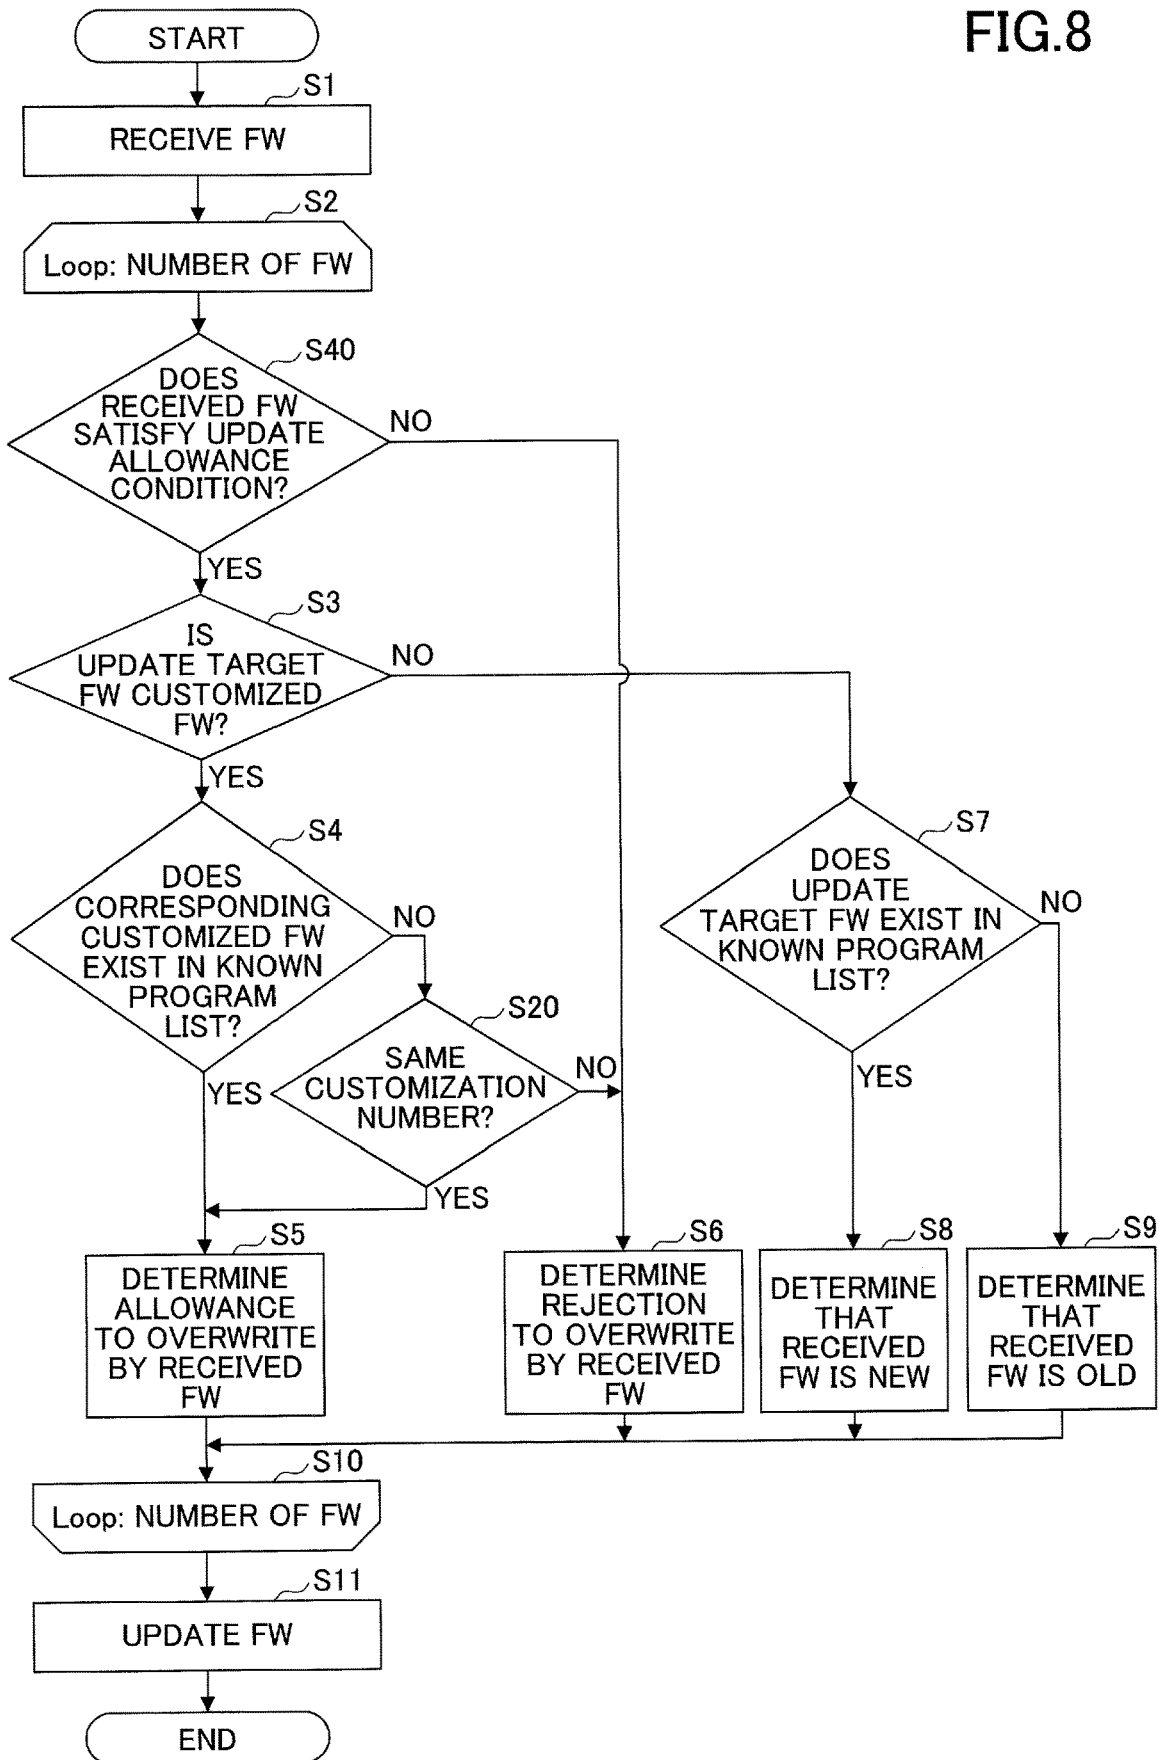 FIG.8
START
S1
RECEIVE FW
S2
Loop: NUMBER OF FW
S40
DOES
RECEIVED FW
SATISFY UPDATE
ALLOWANCE
CONDITION?
NO
YES
S3
IS
UPDATE TARGET
FW CUSTOMIZED
FW?
NO
YES
S4
DOES
CORRESPONDING
CUSTOMIZED FW
EXIST IN KNOWN
PROGRAM
LIST?
NO
YES
S20
SAME
CUSTOMIZATION
NUMBER?
NO
YES
S7
DOES
UPDATE
TARGET FW EXIST IN
KNOWN PROGRAM
LIST?
NO
YES
S5
DETERMINE
ALLOWANCE
TO OVERWRITE
BY RECEIVED
FW
S6
DETERMINE
REJECTION
TO OVERWRITE
BY RECEIVED
FW
S8
DETERMINE
THAT
RECEIVED
FW IS NEW
S9
DETERMINE
THAT
RECEIVED
FW IS OLD
S10
Loop: NUMBER OF FW
S11
UPDATE FW
END